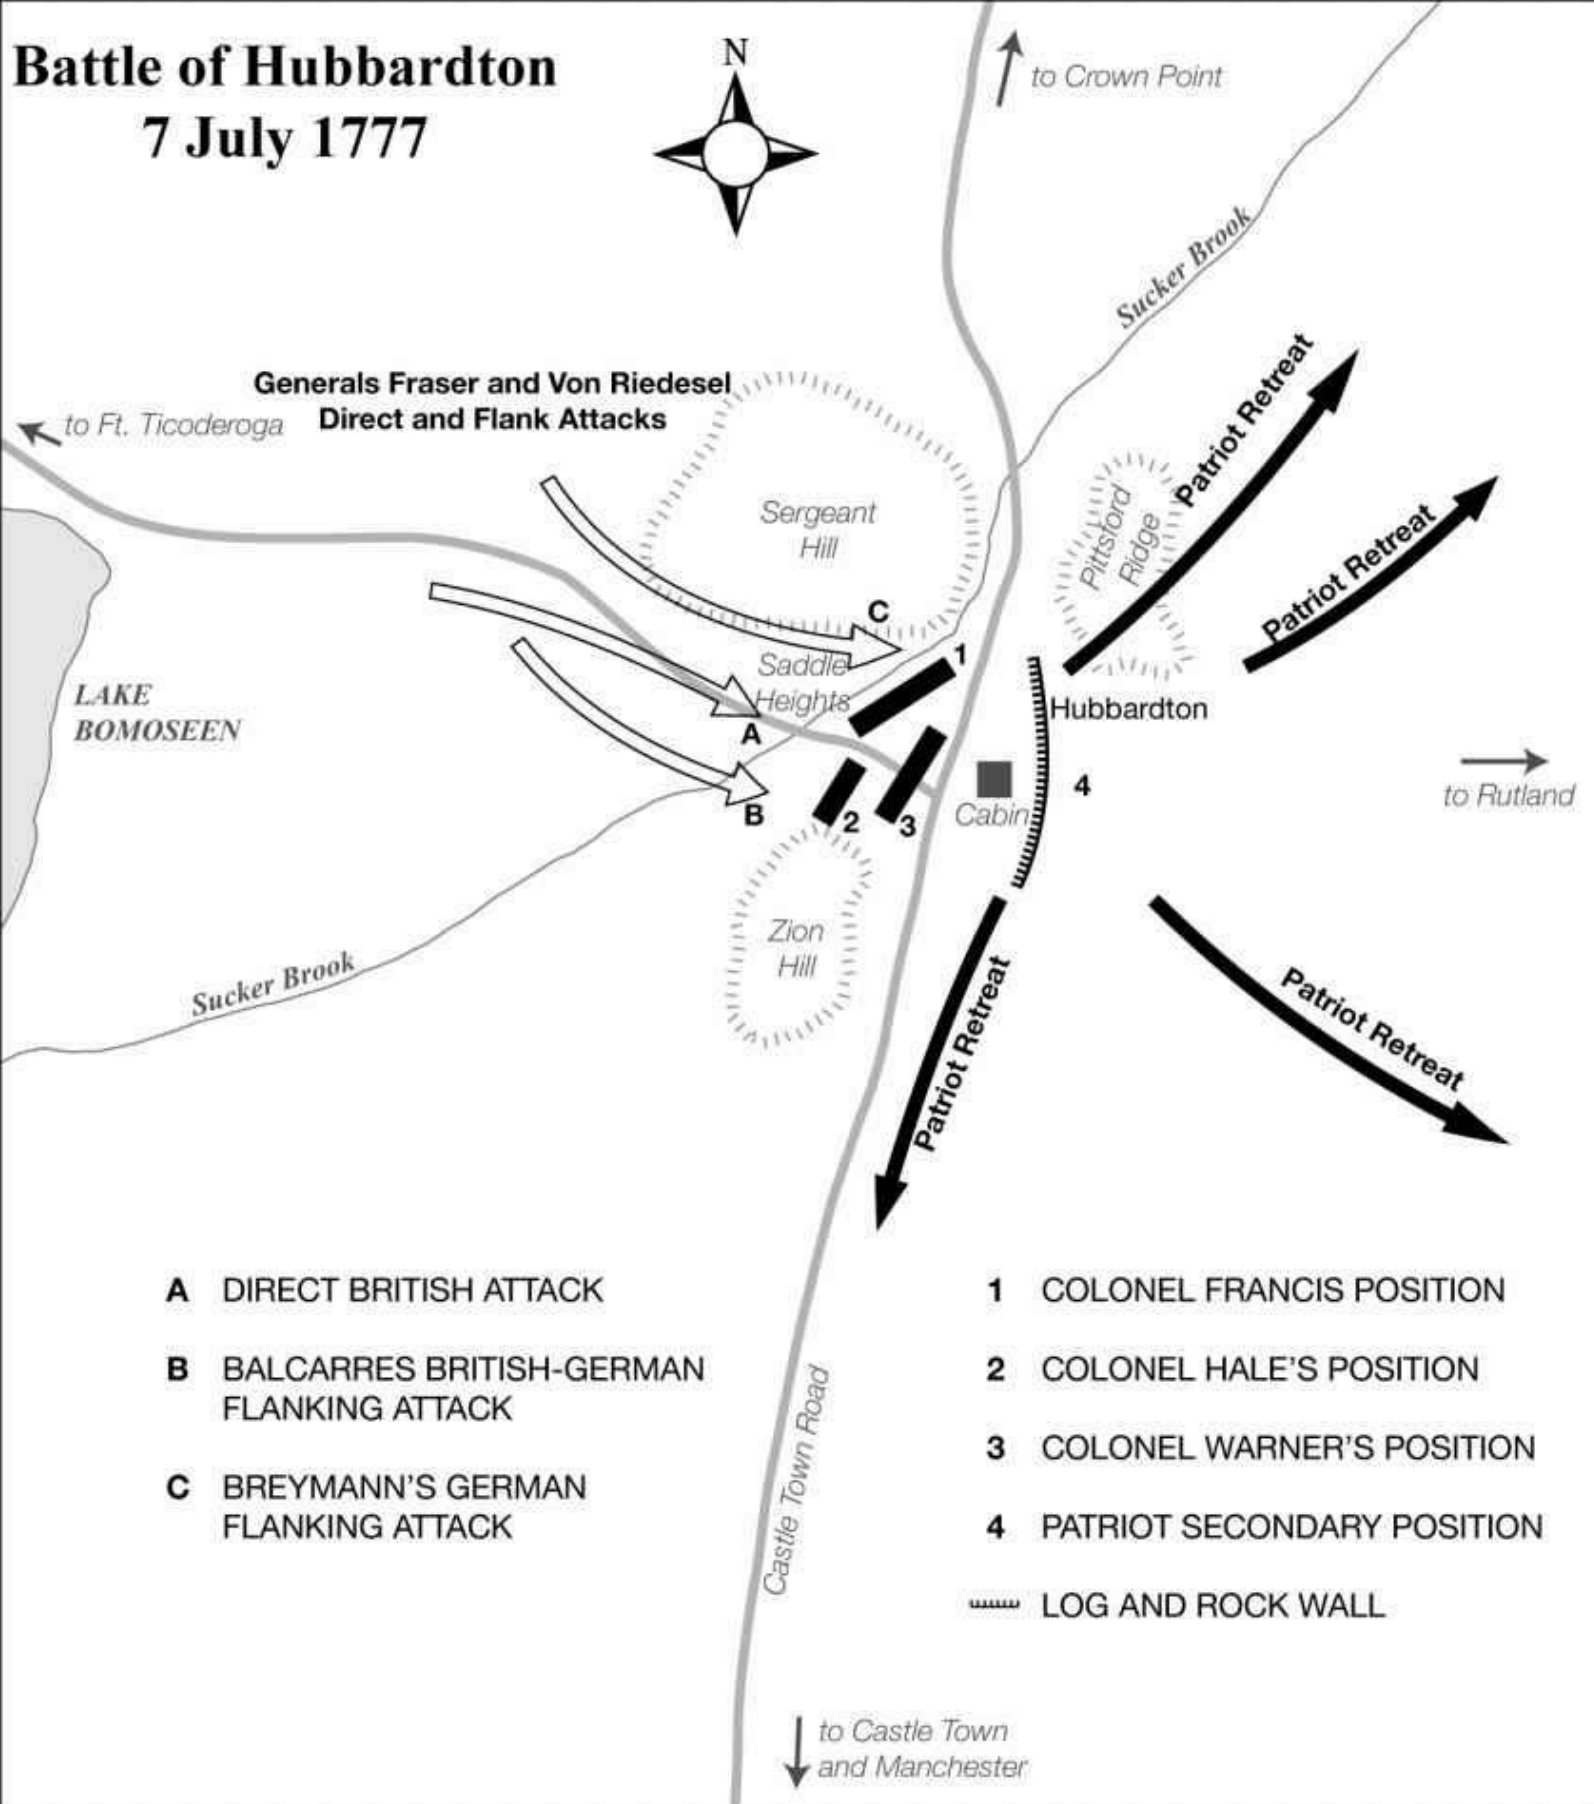 Battle of Hubbardton
7 July 1777
N
to Crown Point
Sucker Brook
Generals Fraser and Von Riedesel
Direct and Flank Attacks
to Ft. Ticoderoga
Patriot Retreat
Sergeant
Hill
Pittsford
Ridge
Patriot Retreat
C
1
Saddle
Heights
LAKE
BOMOSEEN
A
Hubbardton
4
to Rutland
Cabin
B
2
3
Zion
Hill
Sucker Brook
Patriot Retreat
Patriot Retreat
A DIRECT BRITISH ATTACK
B BALCARRES BRITISH-GERMAN
FLANKING ATTACK
C BREYMANN'S GERMAN
FLANKING ATTACK
1 COLONEL FRANCIS POSITION
2 COLONEL HALE'S POSITION
3 COLONEL WARNER'S POSITION
4 PATRIOT SECONDARY POSITION
LOG AND ROCK WALL
Castle Town Road
to Castle Town
and Manchester